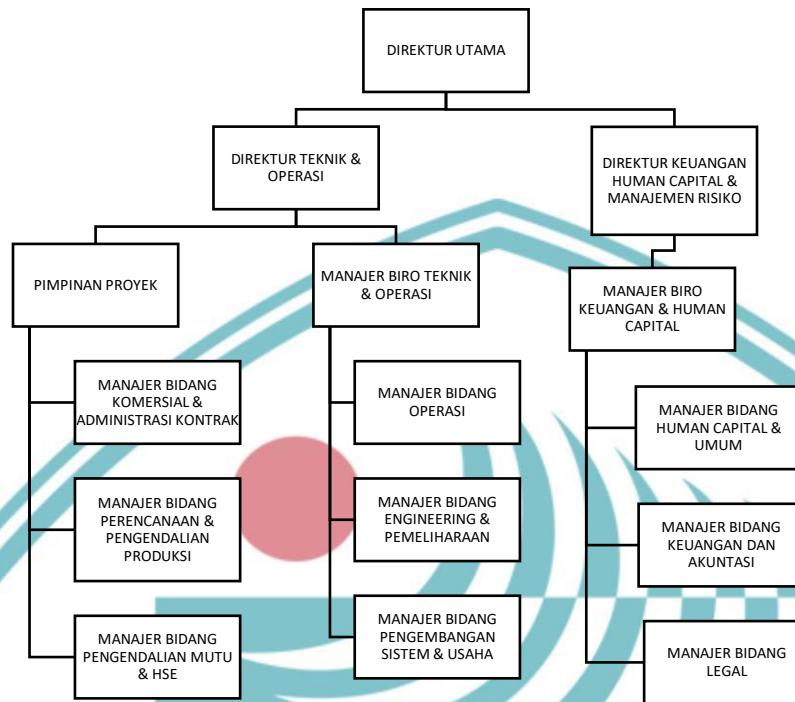 DIREKTUR UTAMA
DIREKTUR TEKNIK &
OPERASI
DIREKTUR KEUANGAN
HUMAN CAPITAL &
MANAJEMEN RISIKO
PIMPINAN PROYEK
MANAJER BIRO TEKNIK
& OPERASI
MANAJER BIRO
KEUANGAN & HUMAN
CAPITAL
MANAJER BIDANG
KOMERSIAL &
ADMINISTRASI KONTRAK
MANAJER BIDANG
PERENCANAAN &
PENGENDALIAN
PRODUKSI
MANAJER BIDANG
PENGENDALIAN MUTU
& HSE
MANAJER BIDANG
OPERASI
MANAJER BIDANG
ENGINEERING &
PEMELIHARAAN
MANAJER BIDANG
PENGEMBANGAN
SISTEM & USAHA
MANAJER BIDANG
HUMAN CAPITAL &
UMUM
MANAJER BIDANG
KEUANGAN DAN
AKUNTASI
MANAJER BIDANG
LEGAL